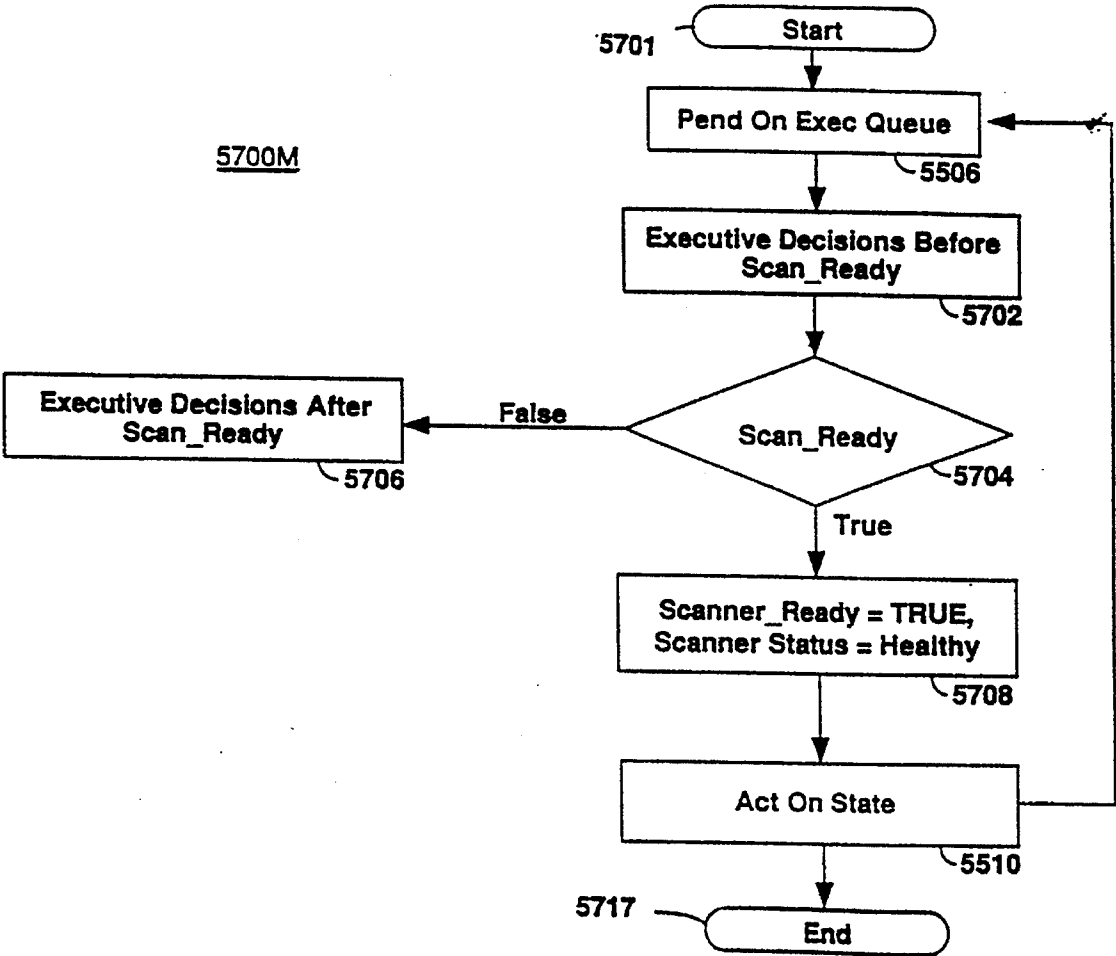 Start
5701
Pend On Exec Queue
5506
5700M
Executive Decisions Before
Scan_Ready
5702
Executive Decisions After
Scan_Ready
5706
False
Scan_Ready
5704
True
Scanner_Ready = TRUE,
Scanner Status = Healthy
5708
Act On State
5510
5717
End